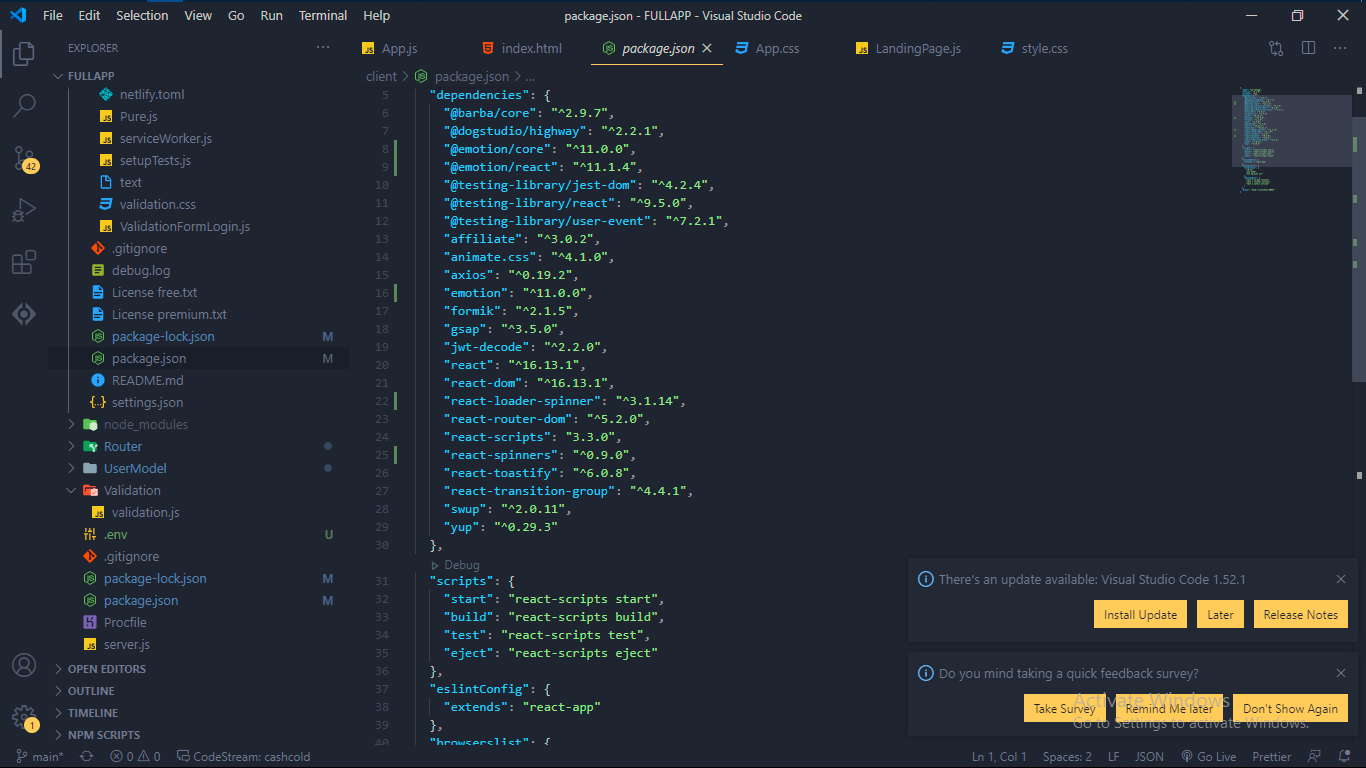 File Edit Selection View Go Run Terminal Help package.json - FULLAPP - Visual Studio Code
EXPLORER ··· App.js index.html package.json App.css LandingPage.js style.css ···
FULLAPP
client > package.json > ...
netlify.toml
Pure.js
serviceWorker.js
setupTests.js
text
validation.css
ValidationFormLogin.js
.gitignore
debug.log
License free.txt
License premium.txt
package-lock.json M
package.json M
README.md
settings.json
node_modules
Router
UserModel
Validation
validation.js
.env U
.gitignore
package-lock.json M
package.json M
Procfile
server.js
OPEN EDITORS
OUTLINE
TIMELINE
NPM SCRIPTS
42
1
5 "dependencies": {
6 "@barba/core": "^2.9.7",
7 "@dogstudio/highway": "^2.2.1",
8 "@emotion/core": "^11.0.0",
9 "@emotion/react": "^11.1.4",
10 "@testing-library/jest-dom": "^4.2.4",
11 "@testing-library/react": "^9.5.0",
12 "@testing-library/user-event": "^7.2.1",
13 "affiliate": "^3.0.2",
14 "animate.css": "^4.1.0",
15 "axios": "^0.19.2",
16 "emotion": "^11.0.0",
17 "formik": "^2.1.5",
18 "gsap": "^3.5.0",
19 "jwt-decode": "^2.2.0",
20 "react": "^16.13.1",
21 "react-dom": "^16.13.1",
22 "react-loader-spinner": "^3.1.14",
23 "react-router-dom": "^5.2.0",
24 "react-scripts": "3.3.0",
25 "react-spinners": "^0.9.0",
26 "react-toastify": "^6.0.8",
27 "react-transition-group": "^4.4.1",
28 "swup": "^2.0.11",
29 "yup": "^0.29.3"
30 },
Debug
31 "scripts": {
32 "start": "react-scripts start",
33 "build": "react-scripts build",
34 "test": "react-scripts test",
35 "eject": "react-scripts eject"
36 },
37 "eslintConfig": {
38 "extends": "react-app"
39 },
40 "browserslist": {
There's an update available: Visual Studio Code 1.52.1
Install Update Later Release Notes
Do you mind taking a quick feedback survey?
Take Survey Remind Me later Don't Show Again
Activate Windows
Go to Settings to activate Windows.
main* 0 0 CodeStream: cashcold Ln 1, Col 1 Spaces: 2 LF JSON Go Live Prettier